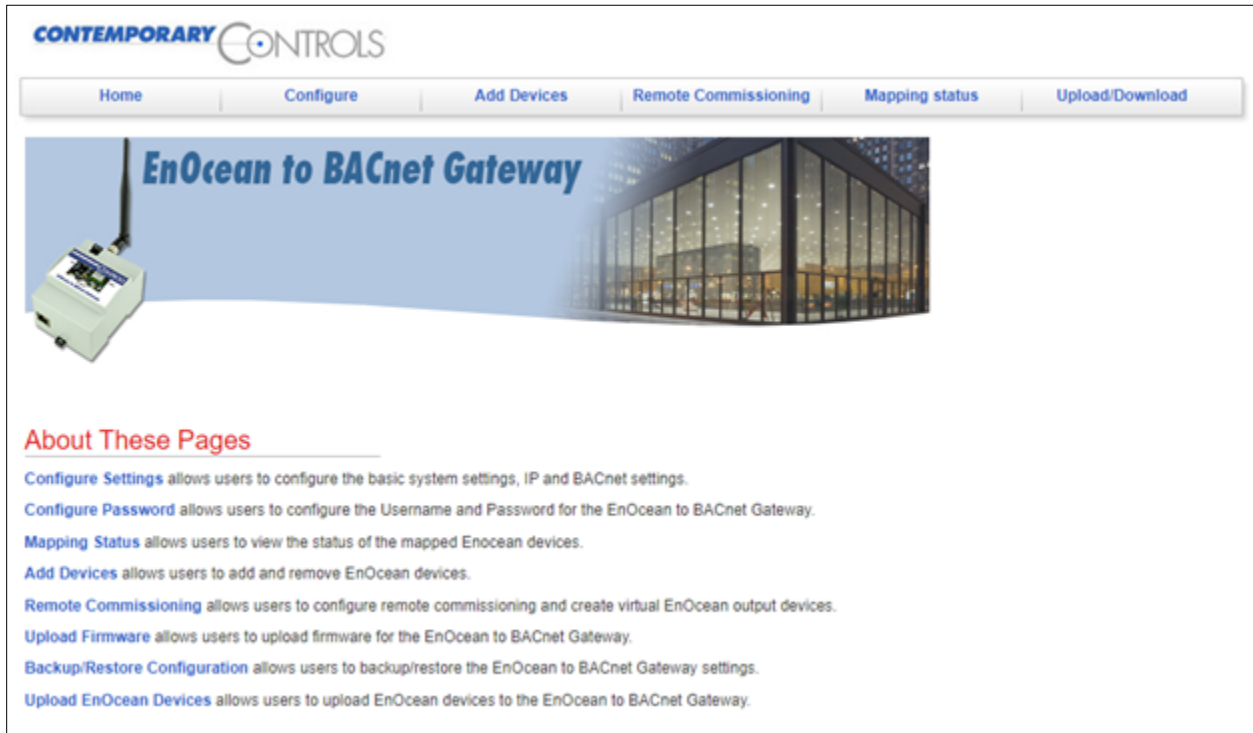 CONTEMPORARY CONTROLS
Home Configure Add Devices Remote Commissioning Mapping status Upload/Download
EnOcean to BACnet Gateway
About These Pages
Configure Settings allows users to configure the basic system settings, IP and BACnet settings.
Configure Password allows users to configure the Username and Password for the EnOcean to BACnet Gateway.
Mapping Status allows users to view the status of the mapped Enocean devices.
Add Devices allows users to add and remove EnOcean devices.
Remote Commissioning allows users to configure remote commissioning and create virtual EnOcean output devices.
Upload Firmware allows users to upload firmware for the EnOcean to BACnet Gateway.
Backup/Restore Configuration allows users to backup/restore the EnOcean to BACnet Gateway settings.
Upload EnOcean Devices allows users to upload EnOcean devices to the EnOcean to BACnet Gateway.